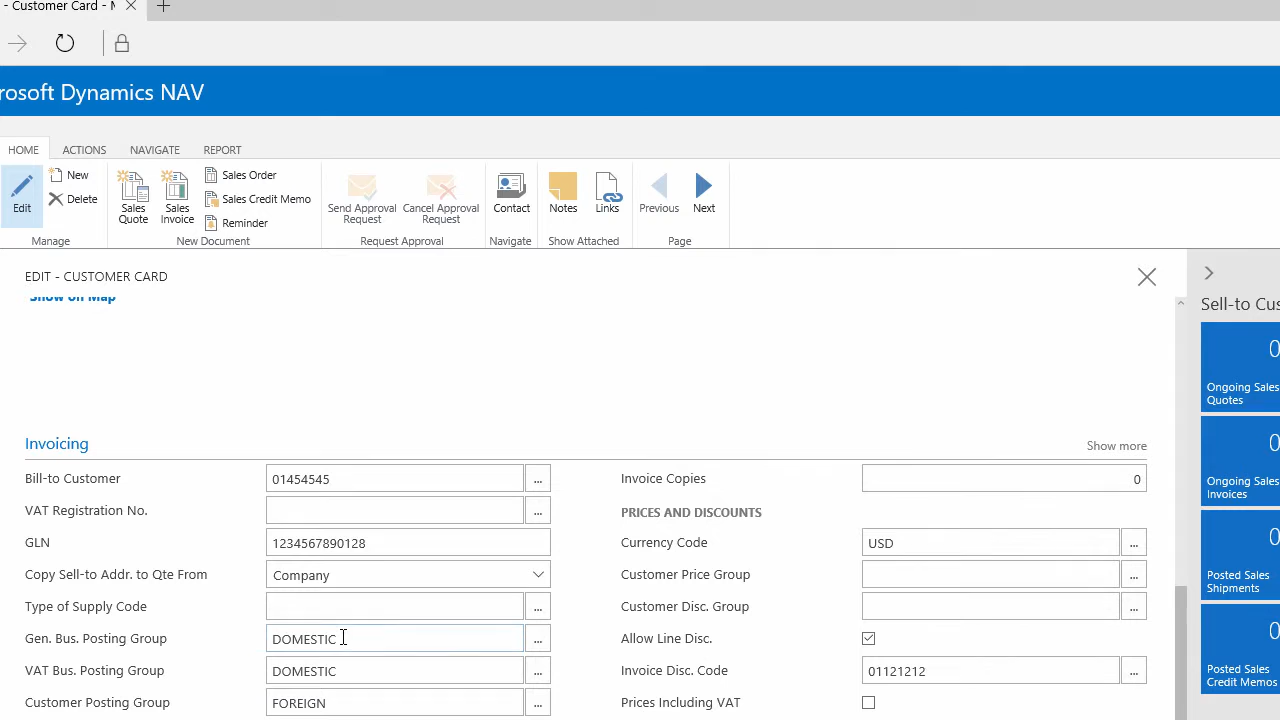 - Customer Card - M
rosoft Dynamics NAV
HOME ACTIONS NAVIGATE REPORT
Edit
New
Delete
Manage
Sales Quote
Sales Invoice
Sales Order
Sales Credit Memo
Reminder
New Document
Send Approval Request
Cancel Approval Request
Request Approval
Contact
Navigate
Notes
Links
Show Attached
Previous
Next
Page
EDIT - CUSTOMER CARD
Show on Map
Invoicing
Show more
Bill-to Customer 01454545 ...
VAT Registration No. ...
GLN 1234567890128
Copy Sell-to Addr. to Qte From Company
Type of Supply Code ...
Gen. Bus. Posting Group DOMESTIC ...
VAT Bus. Posting Group DOMESTIC ...
Customer Posting Group FOREIGN ...
Invoice Copies 0
PRICES AND DISCOUNTS
Currency Code USD ...
Customer Price Group ...
Customer Disc. Group ...
Allow Line Disc.
Invoice Disc. Code 01121212 ...
Prices Including VAT
Sell-to Cus
0
Ongoing Sales
Quotes
0
Ongoing Sales
Invoices
0
Posted Sales
Shipments
0
Posted Sales
Credit Memos